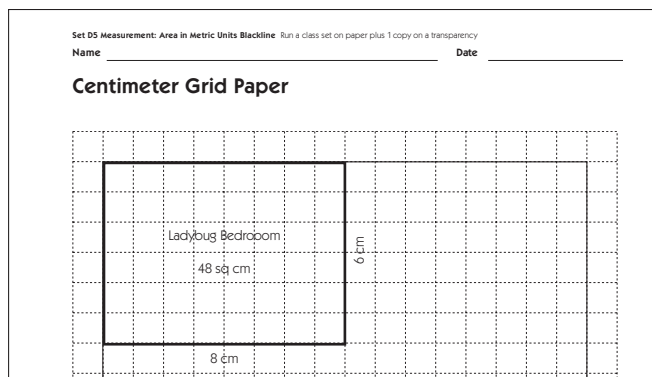 Set D5 Measurement: Area in Metric Units Blackline Run a class set on paper plus 1 copy on a transparency
Name Date
Centimeter Grid Paper
Ladybug Bedrooom
48 sq cm
6 cm
8 cm